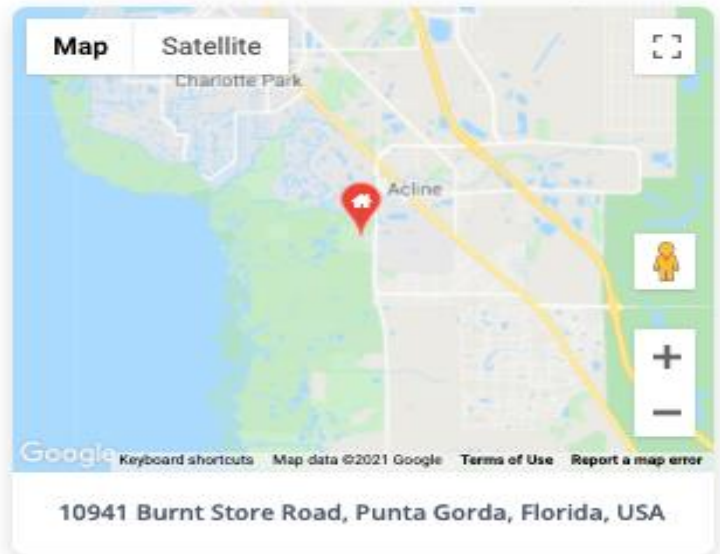 Map Satellite
Charlotte Park
Acline
Google Keyboard shortcuts Map data ©2021 Google Terms of Use Report a map error
10941 Burnt Store Road, Punta Gorda, Florida, USA